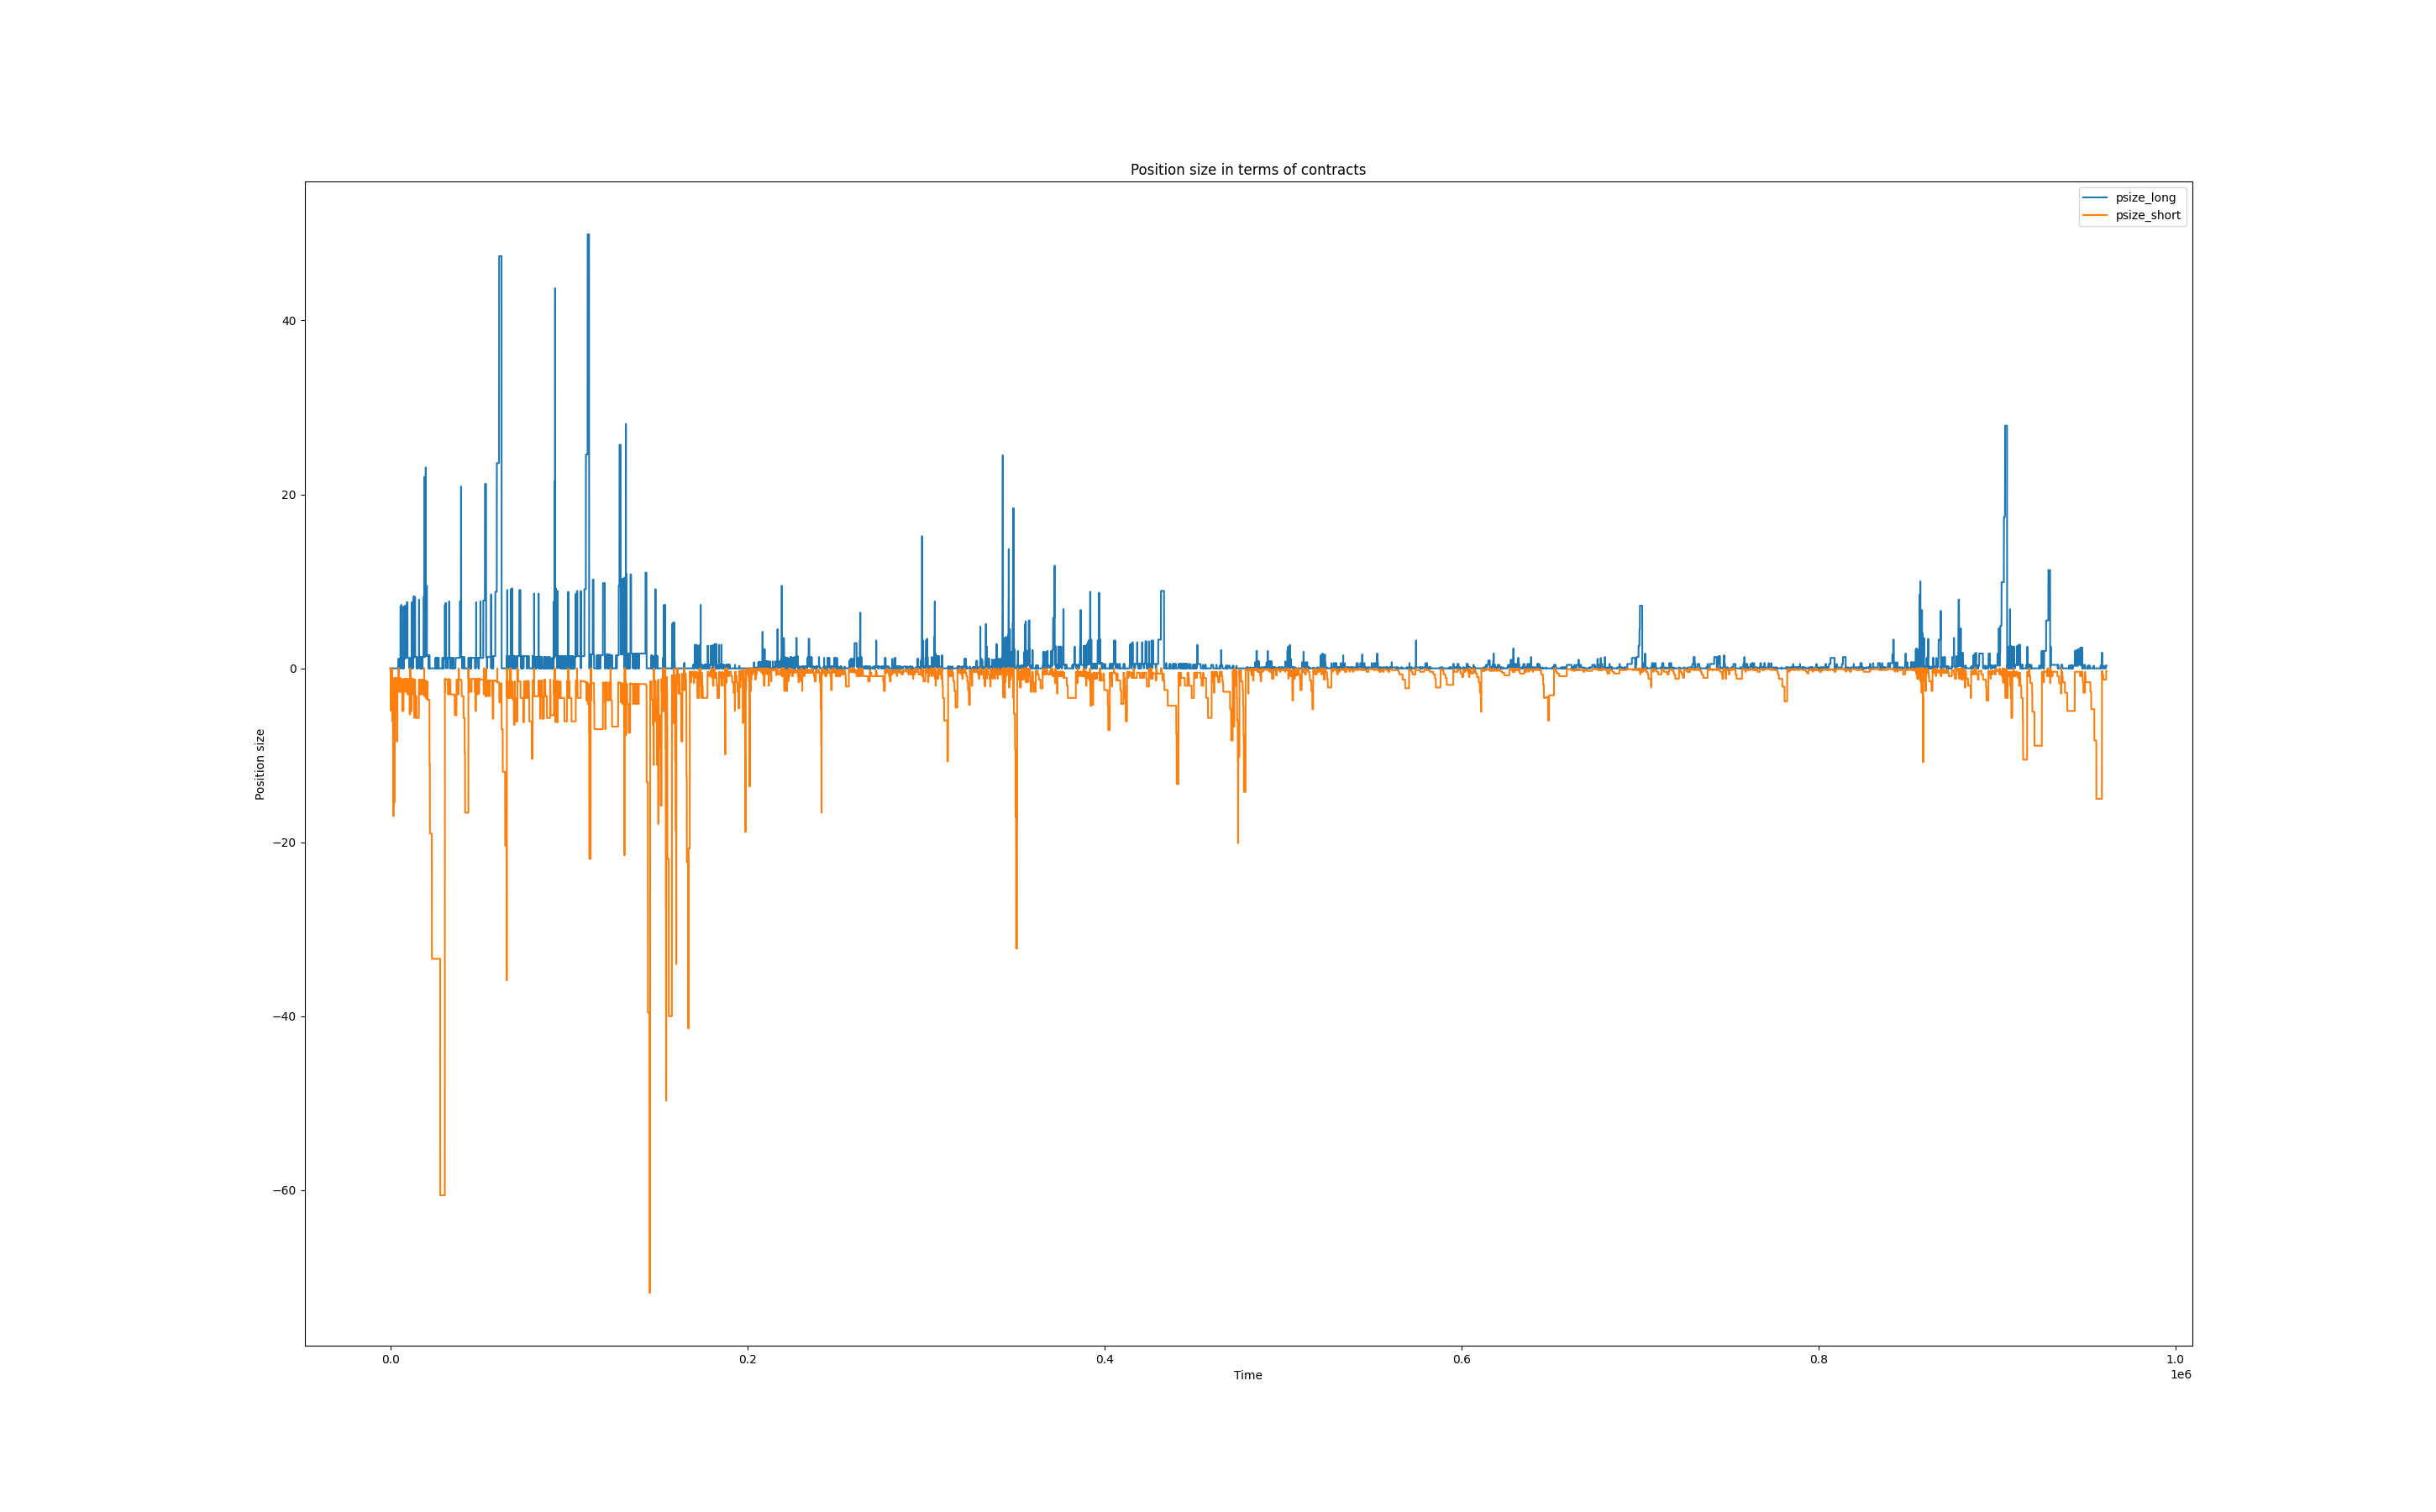 Position size in terms of contracts
psize_long
psize_short
40
20
0
−20
−40
−60
Position size
0.0 0.2 0.4 0.6 0.8 1.0
Time
1e6